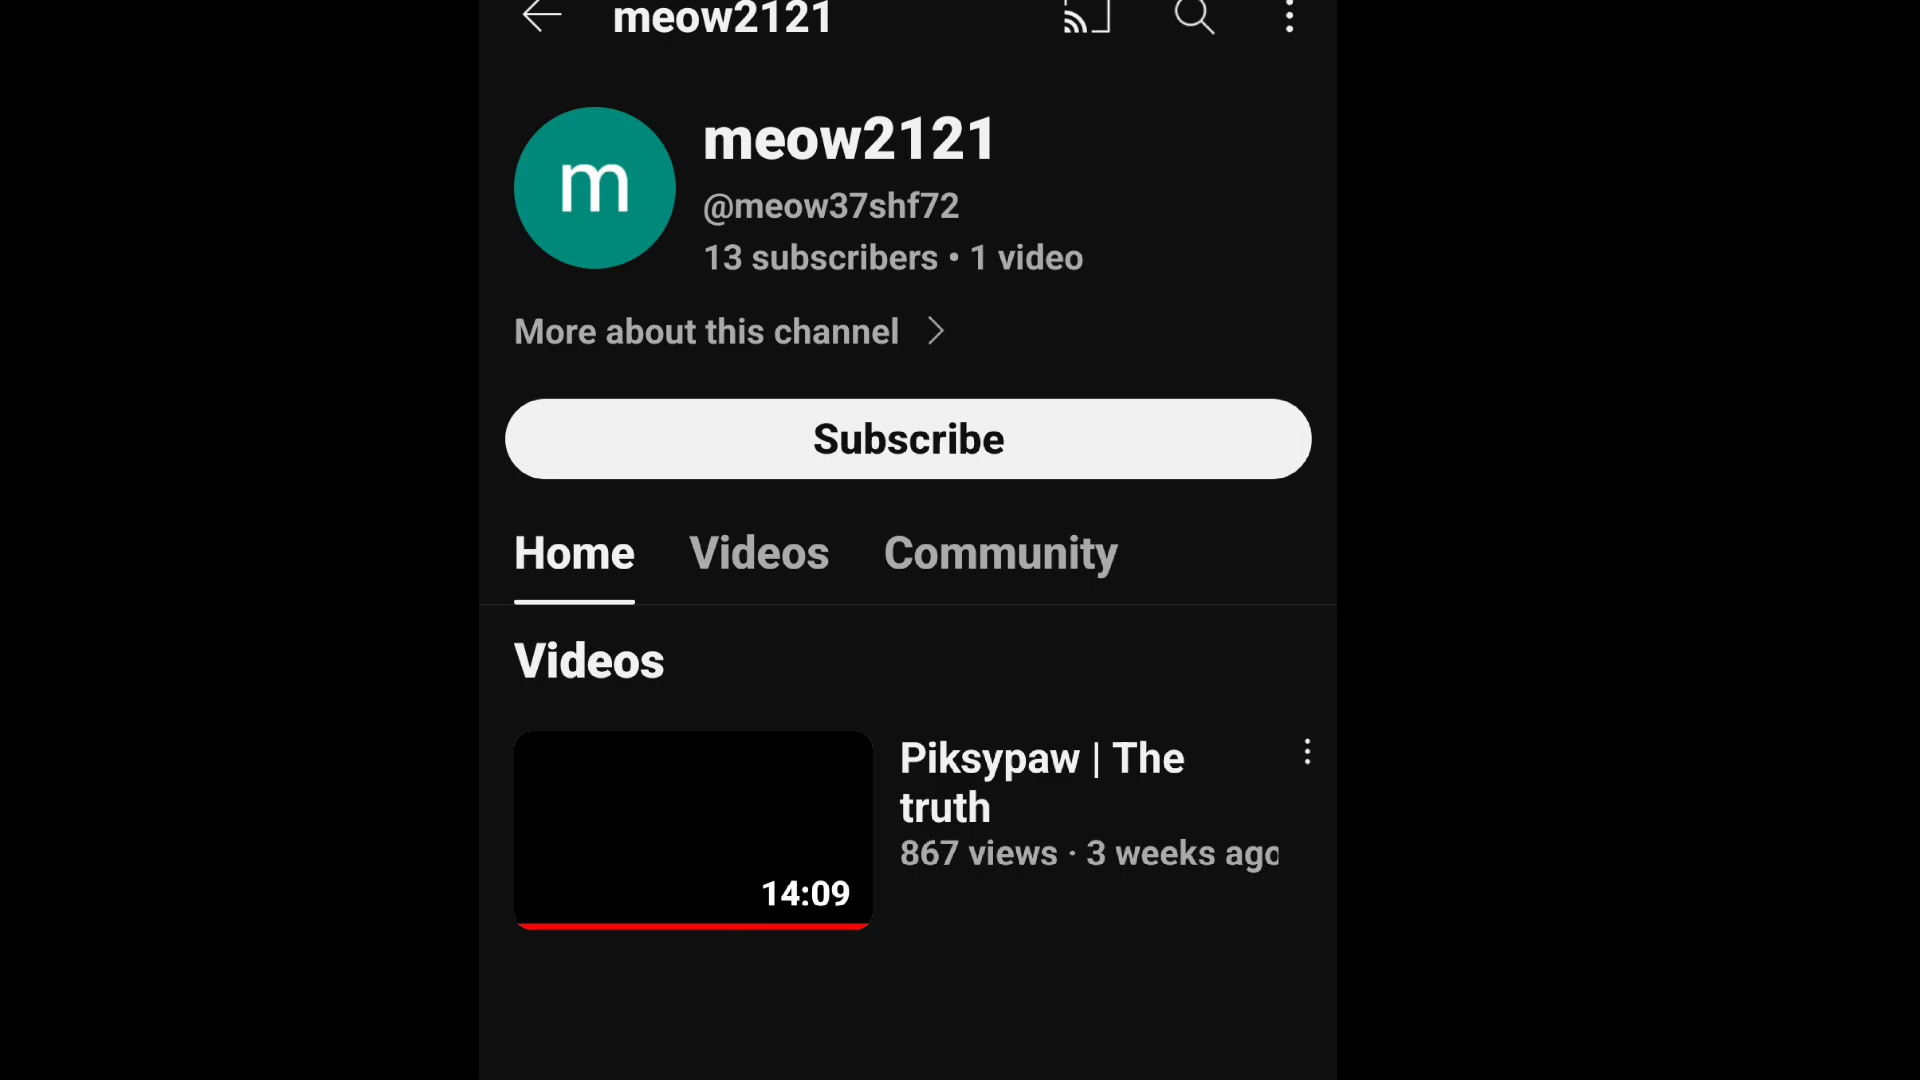 meow2121
m
meow2121
@meow37shf72
13 subscribers • 1 video
More about this channel
Subscribe
Home Videos Community
Videos
14:09
Piksypaw | The
truth
867 views · 3 weeks ago